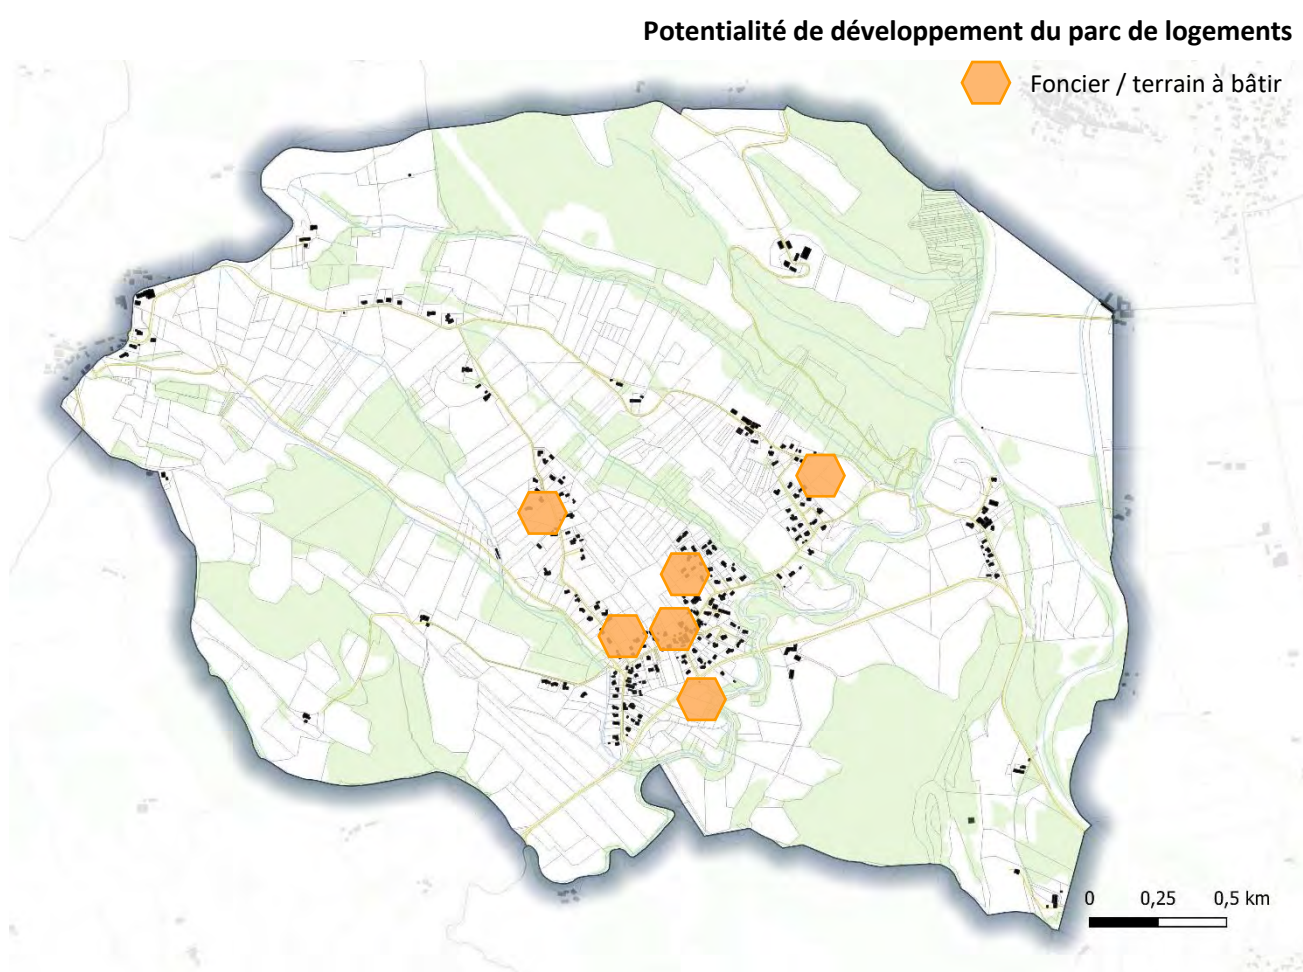 Potentialité de développement du parc de logements
Foncier / terrain à bâtir
0 0,25 0,5 km